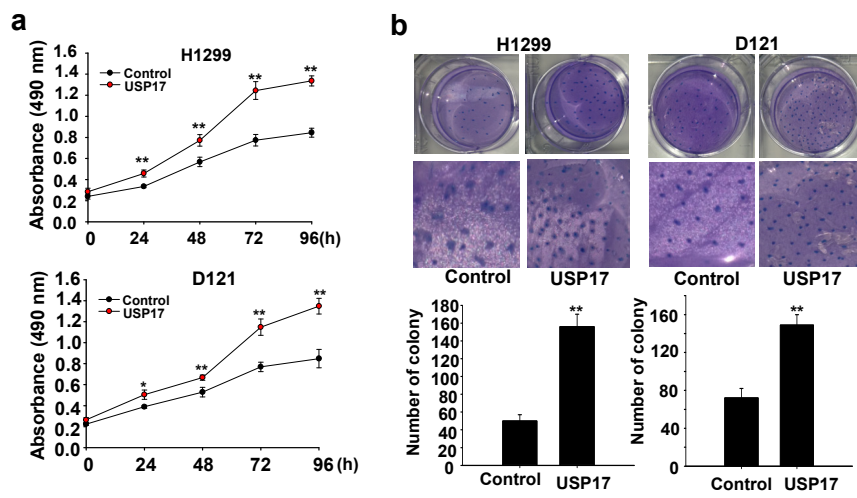 a
H1299
Absorbance (490 nm)
1.6
1.4
1.2
1.0
0.8
0.6
0.4
0.2
0.0
Control
USP17
**
**
**
**
0 24 48 72 96(h)
D121
Absorbance (490 nm)
1.6
1.4
1.2
1.0
0.8
0.6
0.4
0.2
0.0
Control
USP17
*
**
**
**
0 24 48 72 96 (h)
b
H1299 D121
Control USP17 Control USP17
Number of colony
180
160
140
120
100
80
60
40
20
0
**
Control USP17
Number of colony
160
120
80
40
0
**
Control USP17